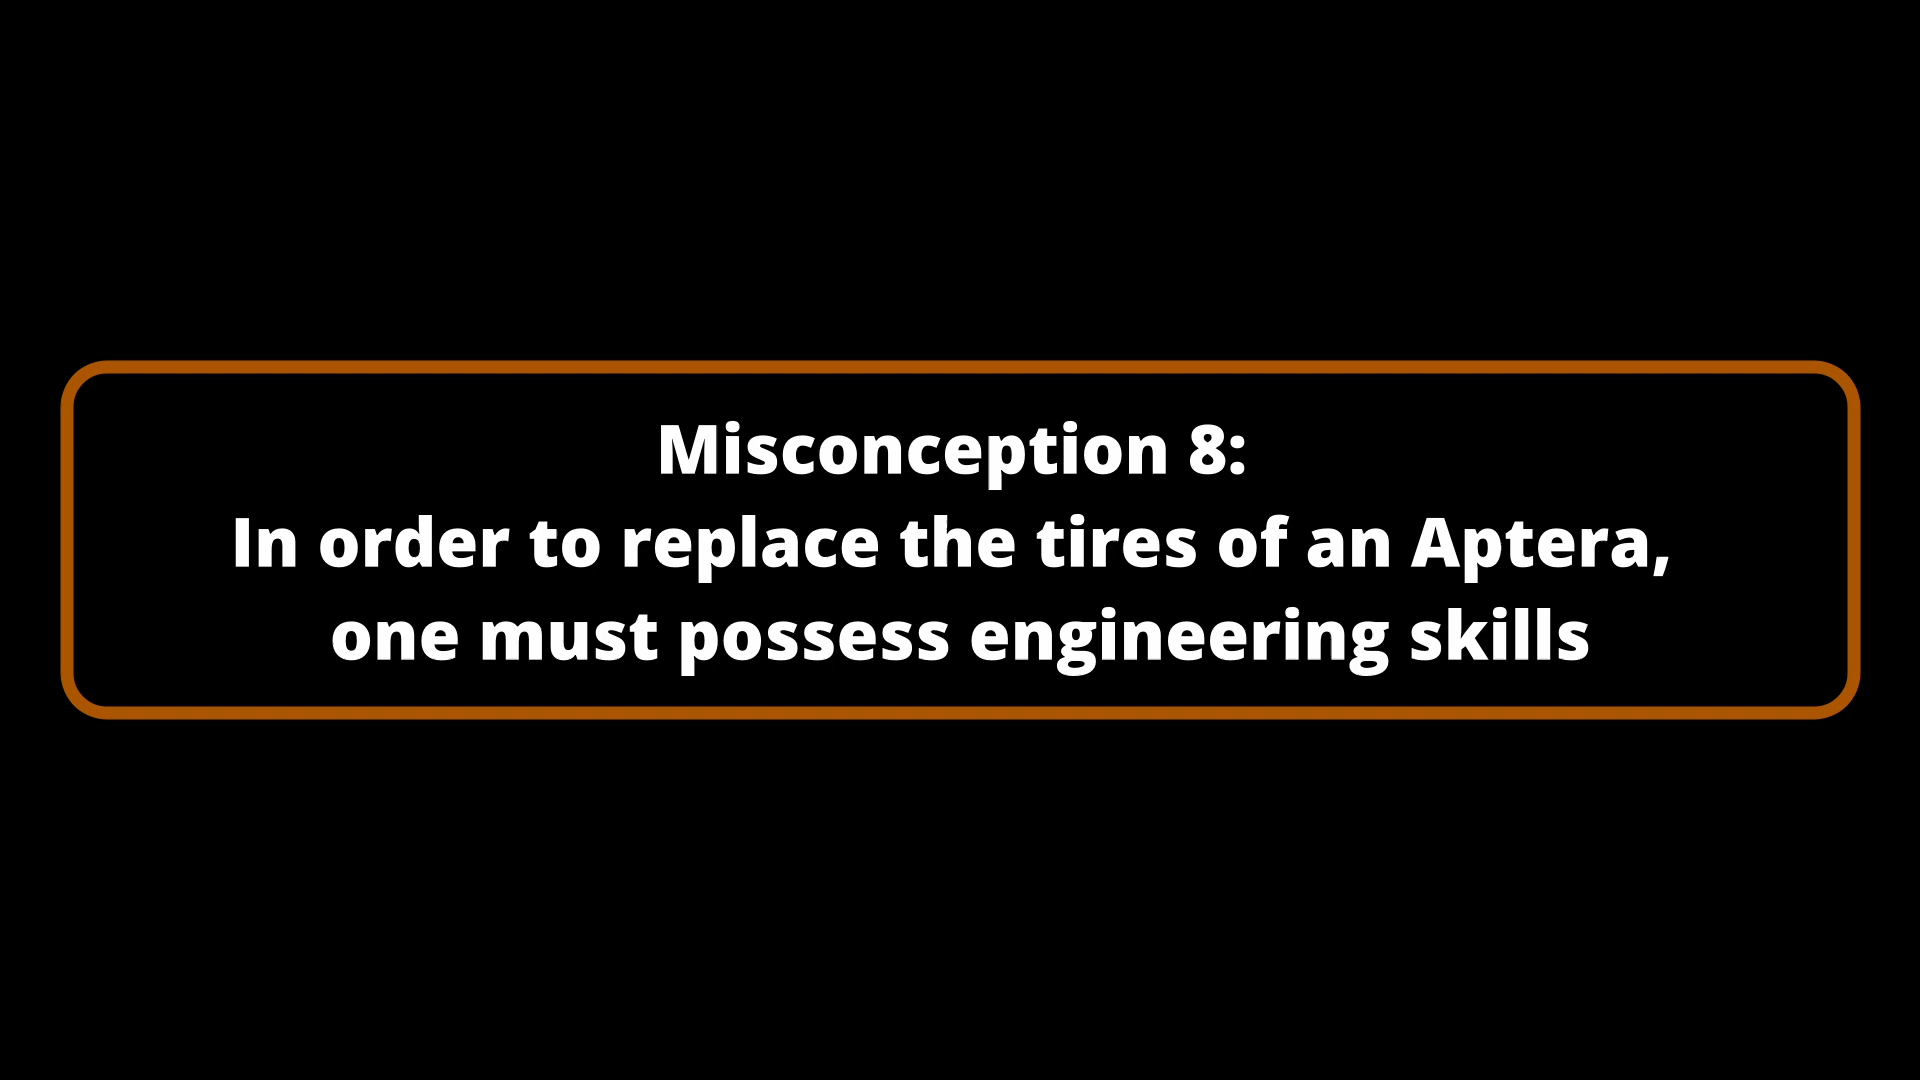 Misconception 8:
In order to replace the tires of an Aptera,
one must possess engineering skills